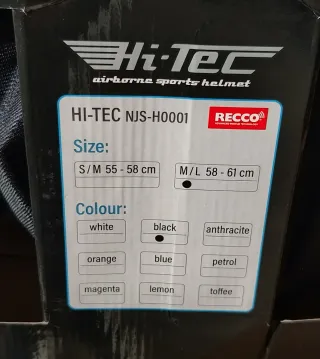 Hi-Tec
airborne sports helmet
HI-TEC NJS-H0001 RECCO
Size:
S/M 55 - 58 cm M/L 58 - 61 cm
Colour:
white black anthracite
orange blue petrol
magenta lemon toffee